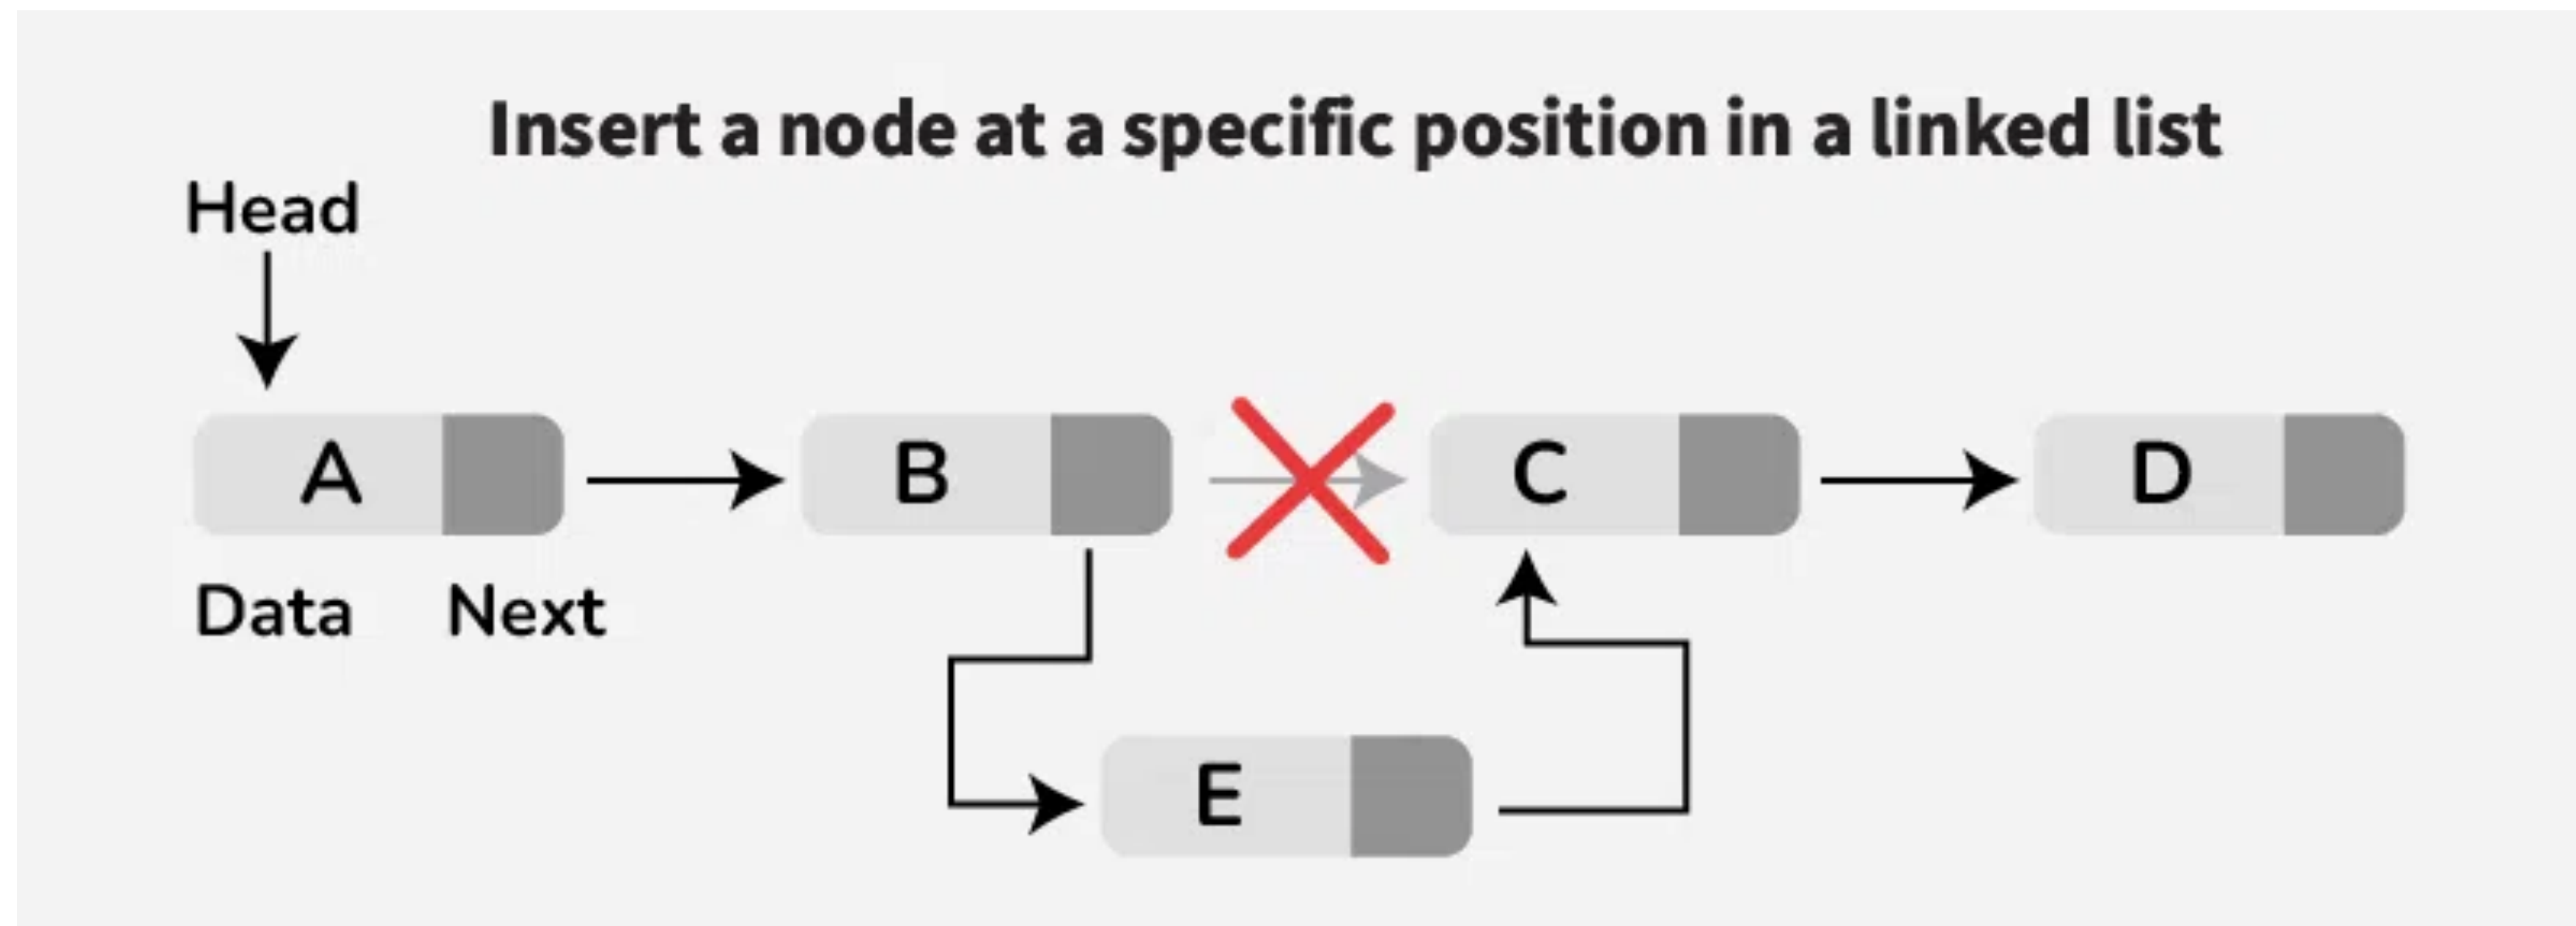 Insert a node at a specific position in a linked list
Head
A
B
C
D
Data Next
E